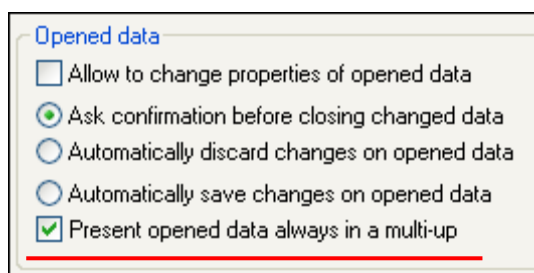 Opened data
Allow to change properties of opened data
Ask confirmation before closing changed data
Automatically discard changes on opened data
Automatically save changes on opened data
Present opened data always in a multi-up